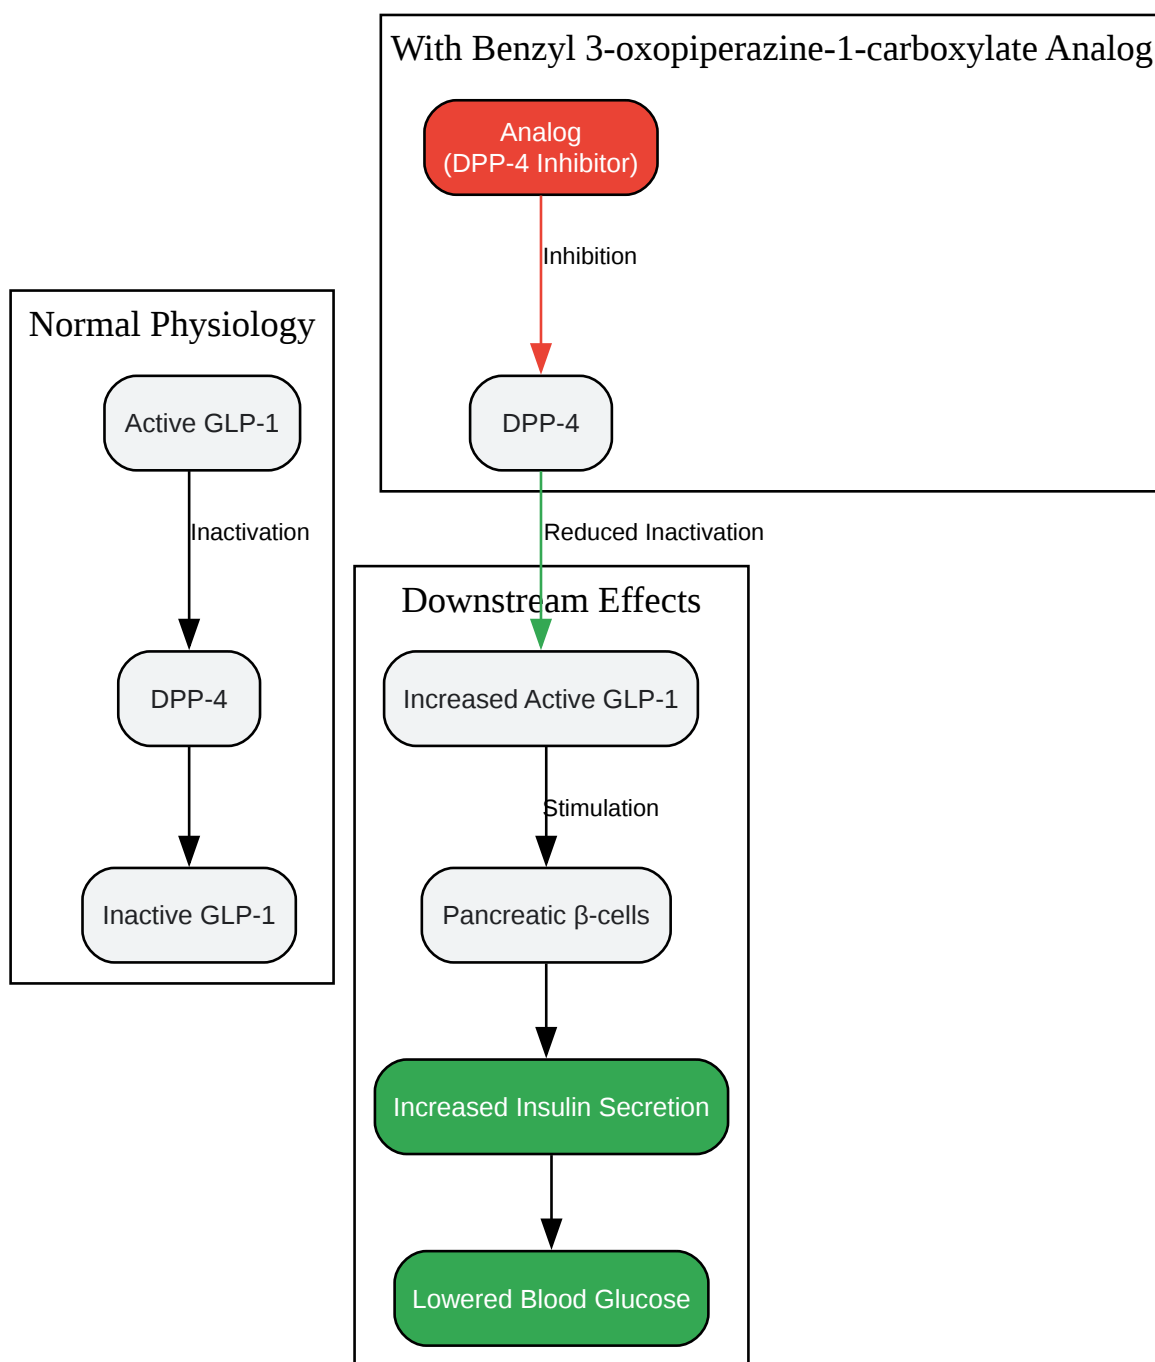 With Benzyl 3-oxopiperazine-1-carboxylate Analog
Analog
(DPP-4 Inhibitor)
Inhibition
DPP-4
Normal Physiology
Active GLP-1
Inactivation
DPP-4
Inactive GLP-1
Reduced Inactivation
Downstream Effects
Increased Active GLP-1
Stimulation
Pancreatic β-cells
Increased Insulin Secretion
Lowered Blood Glucose